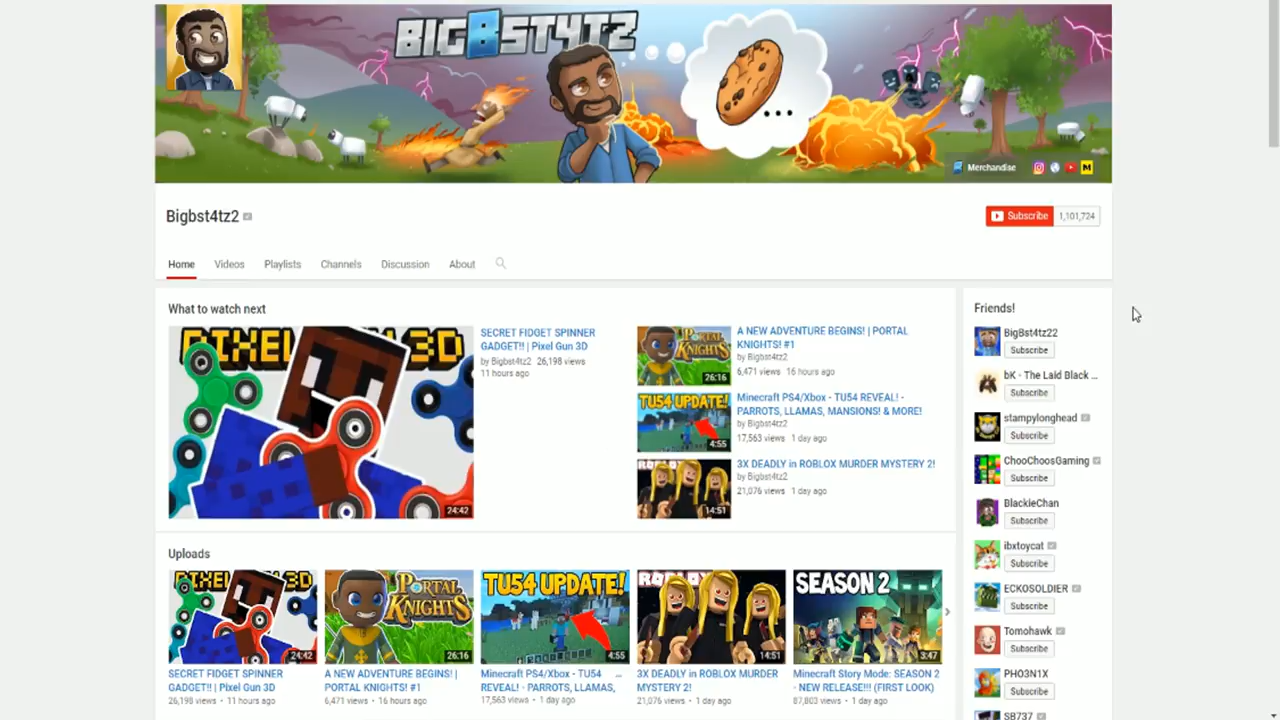 BIGBST4TZ
Merchandise
Bigbst4tz2
Subscribe 1,101,724
Home Videos Playlists Channels Discussion About
What to watch next
PIXEL GUN 3D
24:42
SECRET FIDGET SPINNER
GADGET!! | Pixel Gun 3D
by Bigbst4tz2 26,198 views
11 hours ago
PORTAL
KNIGHTS
26:16
A NEW ADVENTURE BEGINS! | PORTAL
KNIGHTS! #1
by Bigbst4tz2
6,471 views 16 hours ago
TU54 UPDATE!
4:55
Minecraft PS4/Xbox - TU54 REVEAL! -
PARROTS, LLAMAS, MANSIONS! & MORE!
by Bigbst4tz2
17,563 views 1 day ago
ROBLOX
14:51
3X DEADLY in ROBLOX MURDER MYSTERY 2!
by Bigbst4tz2
21,076 views 1 day ago
Uploads
24:42
SECRET FIDGET SPINNER
GADGET!! | Pixel Gun 3D
26,198 views • 11 hours ago
PORTAL
KNIGHTS
26:16
A NEW ADVENTURE BEGINS! |
PORTAL KNIGHTS! #1
6,471 views • 16 hours ago
TU54 UPDATE!
4:55
Minecraft PS4/Xbox - TU54 ...
REVEAL! - PARROTS, LLAMAS,
17,563 views • 1 day ago
ROBLOX
14:51
3X DEADLY in ROBLOX MURDER
MYSTERY 2!
21,076 views • 1 day ago
SEASON 2
3:47
Minecraft Story Mode: SEASON 2
- NEW RELEASE!!! (FIRST LOOK)
87,803 views • 1 day ago
Friends!
BigBst4tz22
Subscribe
bK - The Laid Black ...
Subscribe
stampylonghead
Subscribe
ChooChoosGaming
Subscribe
BlackieChan
Subscribe
ibxtoycat
Subscribe
ECKOSOLDIER
Subscribe
Tomohawk
Subscribe
PHO3N1X
Subscribe
SB737